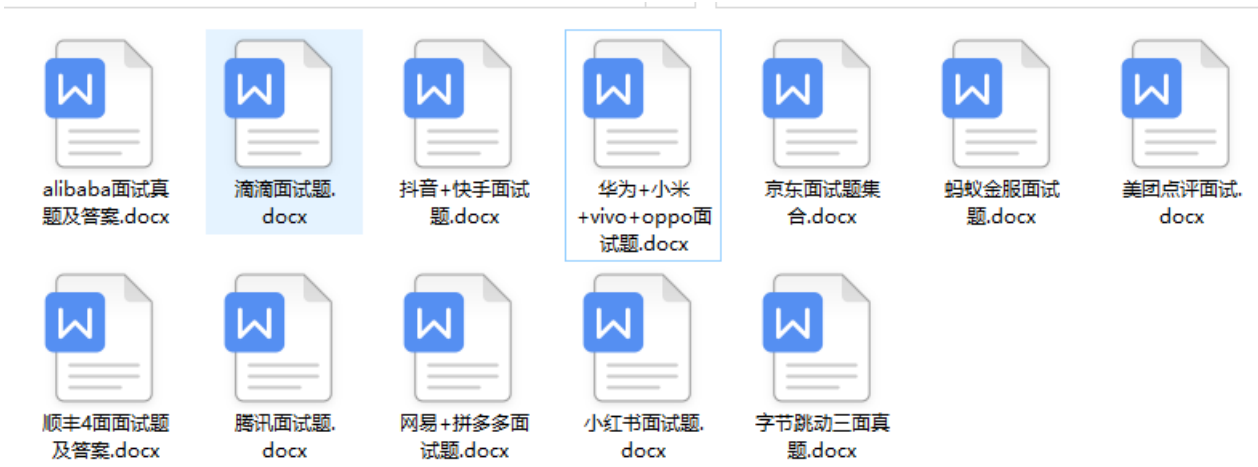 alibaba面试真
题及答案.docx
滴滴面试题.
docx
抖音+快手面试
题.docx
华为+小米
+vivo+oppo面
试题.docx
京东面试题集
合.docx
蚂蚁金服面试
题.docx
美团点评面试.
docx
顺丰4面面试题
及答案.docx
腾讯面试题.
docx
网易+拼多多面
试题.docx
小红书面试题.
docx
字节跳动三面真
题.docx